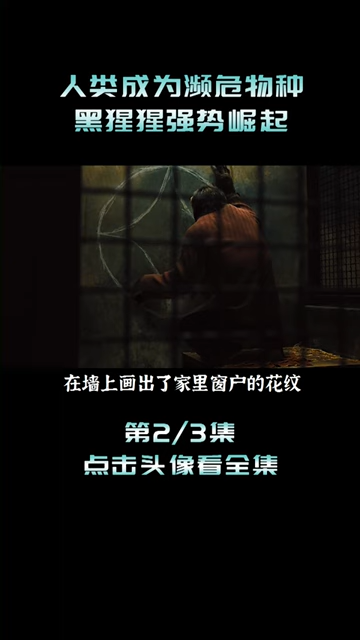 人类成为濒危物种
黑猩猩强势崛起
在墙上画出了家里窗户的花纹
第2/3集
点击头像看全集